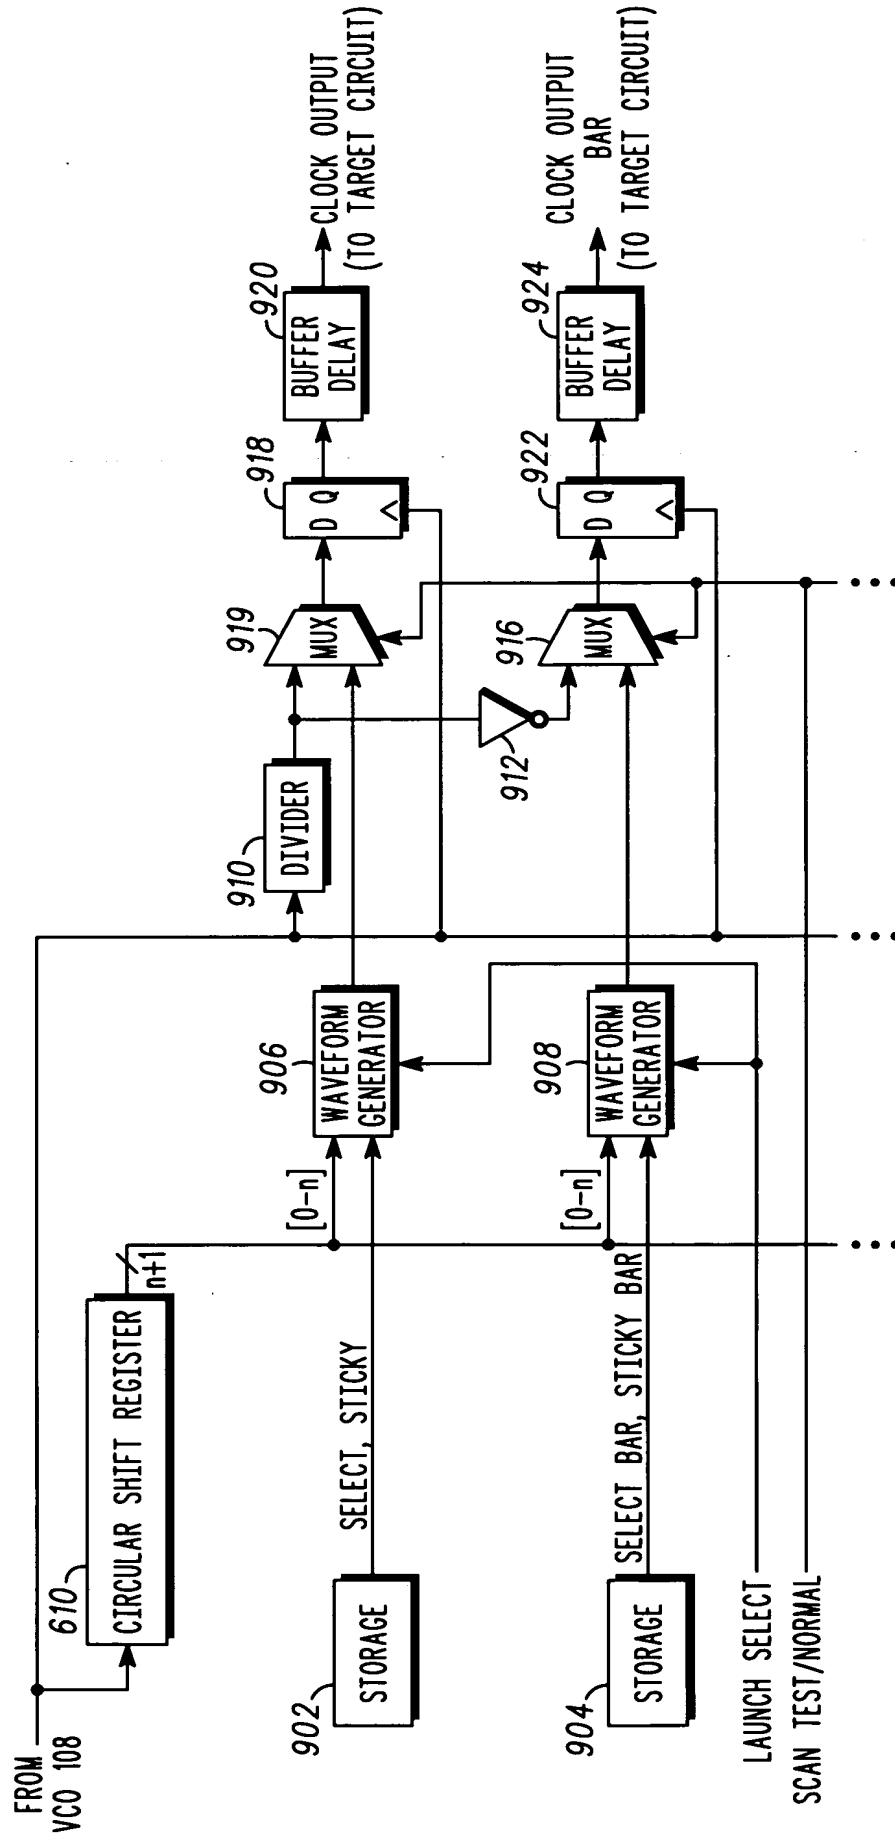 FROM
VCO 108
610
CIRCULAR SHIFT REGISTER
n+1
902
STORAGE
SELECT, STICKY
[0-n]
906
WAVEFORM
GENERATOR
910
DIVIDER
919
MUX
918
D Q
920
BUFFER
DELAY
CLOCK OUTPUT
(TO TARGET CIRCUIT)
904
STORAGE
SELECT BAR, STICKY BAR
[0-n]
908
WAVEFORM
GENERATOR
912
916
MUX
922
D Q
924
BUFFER
DELAY
CLOCK OUTPUT
BAR
(TO TARGET CIRCUIT)
LAUNCH SELECT
SCAN TEST/NORMAL